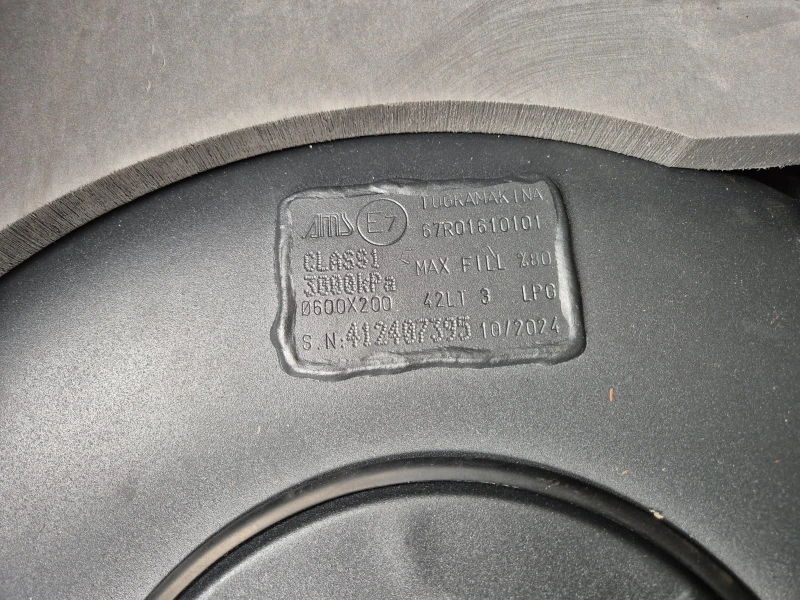 AMS E7 TUGRAMAKINA
67R01610101
CLASS1 MAX FILL %80
3000kPa
Ø600X200 42LT 3 LPG
S.N:412407395 10/2024